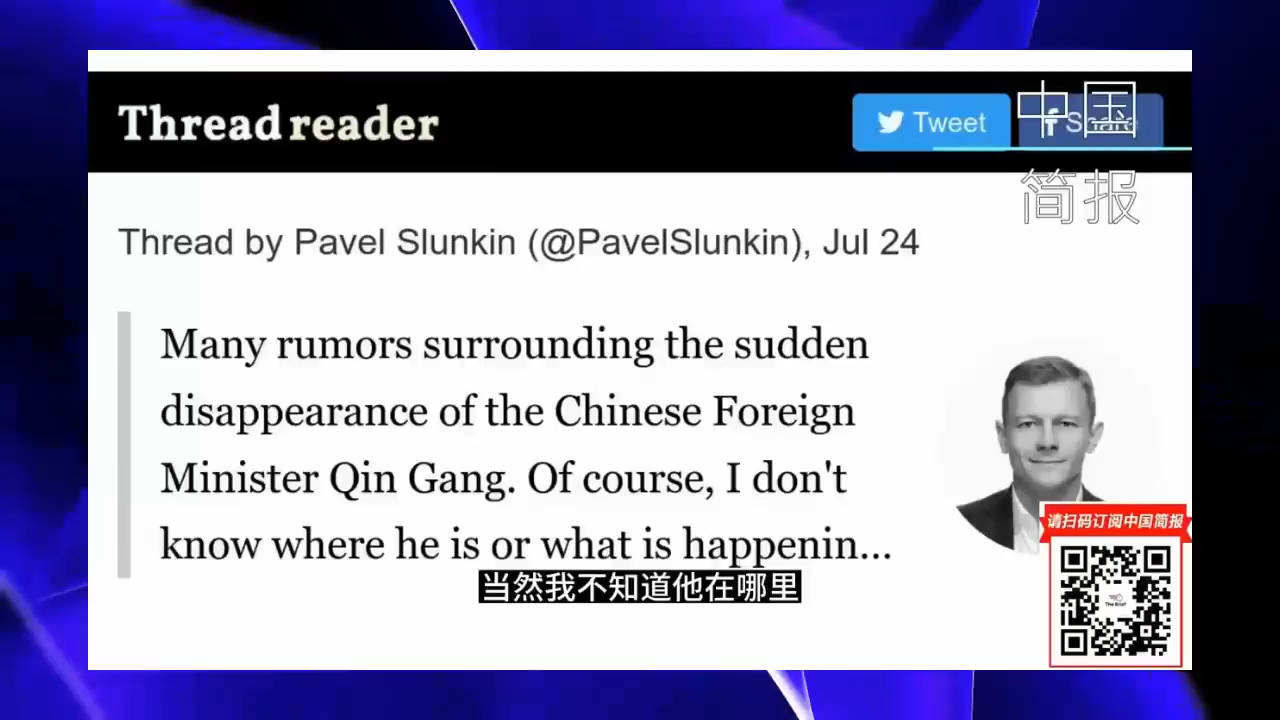 Thread reader
Tweet
Share
中国
简报
Thread by Pavel Slunkin (@PavelSlunkin), Jul 24
Many rumors surrounding the sudden
disappearance of the Chinese Foreign
Minister Qin Gang. Of course, I don't
know where he is or what is happenin...
请扫码订阅中国简报
The Brief
当然我不知道他在哪里